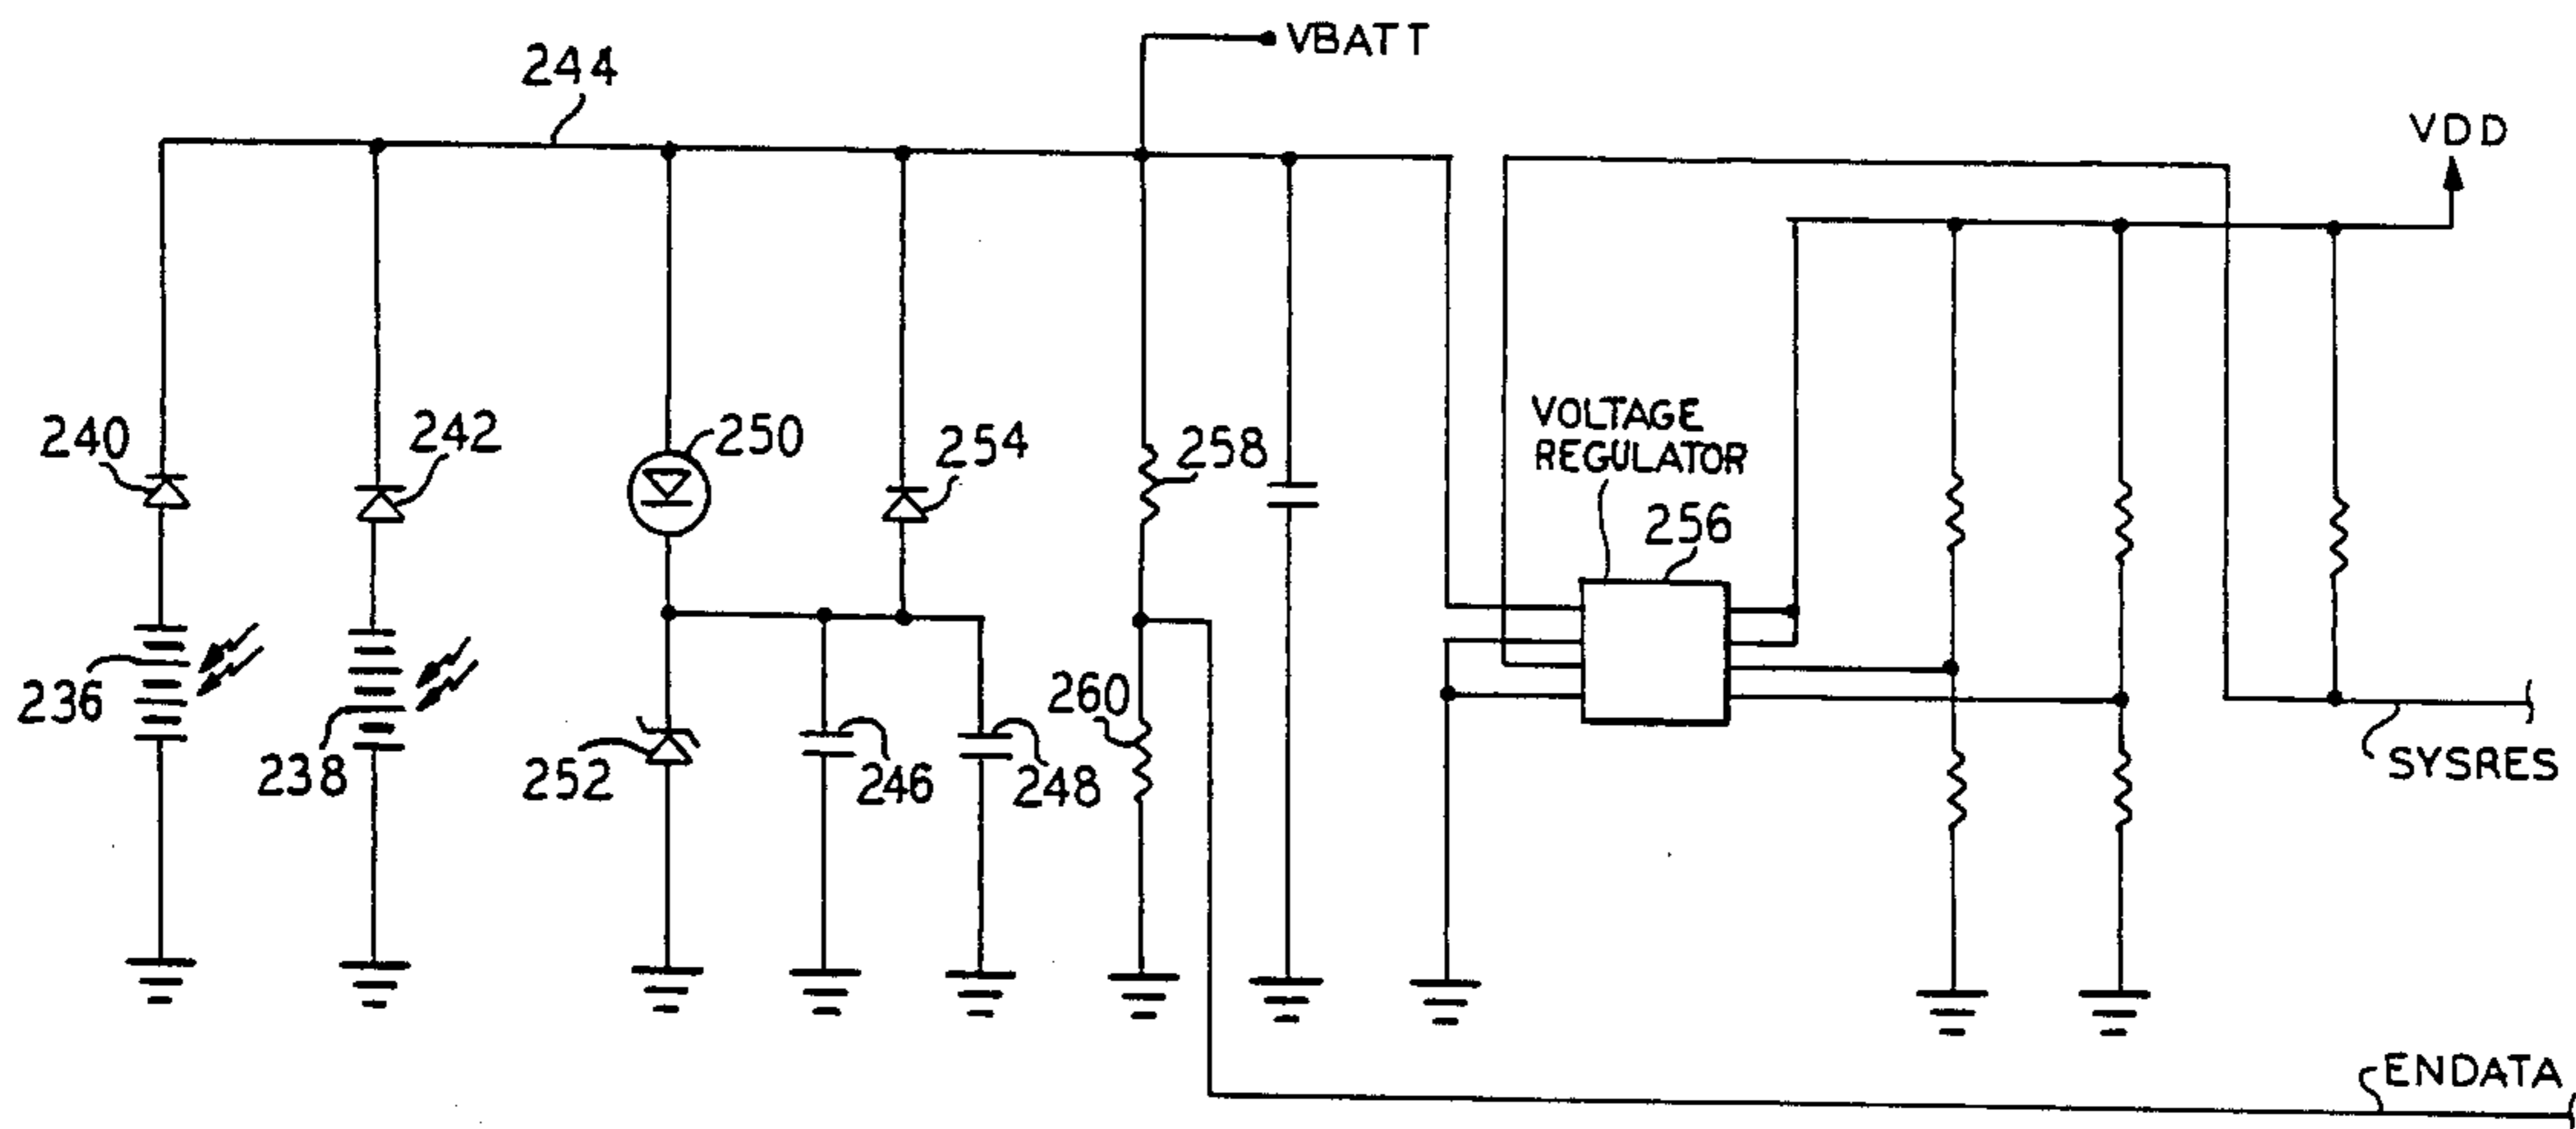 VBATT
244
VDD
240
242
250
254
258
VOLTAGE
REGULATOR
256
236
238
252
246
248
260
SYSRES
ENDATA